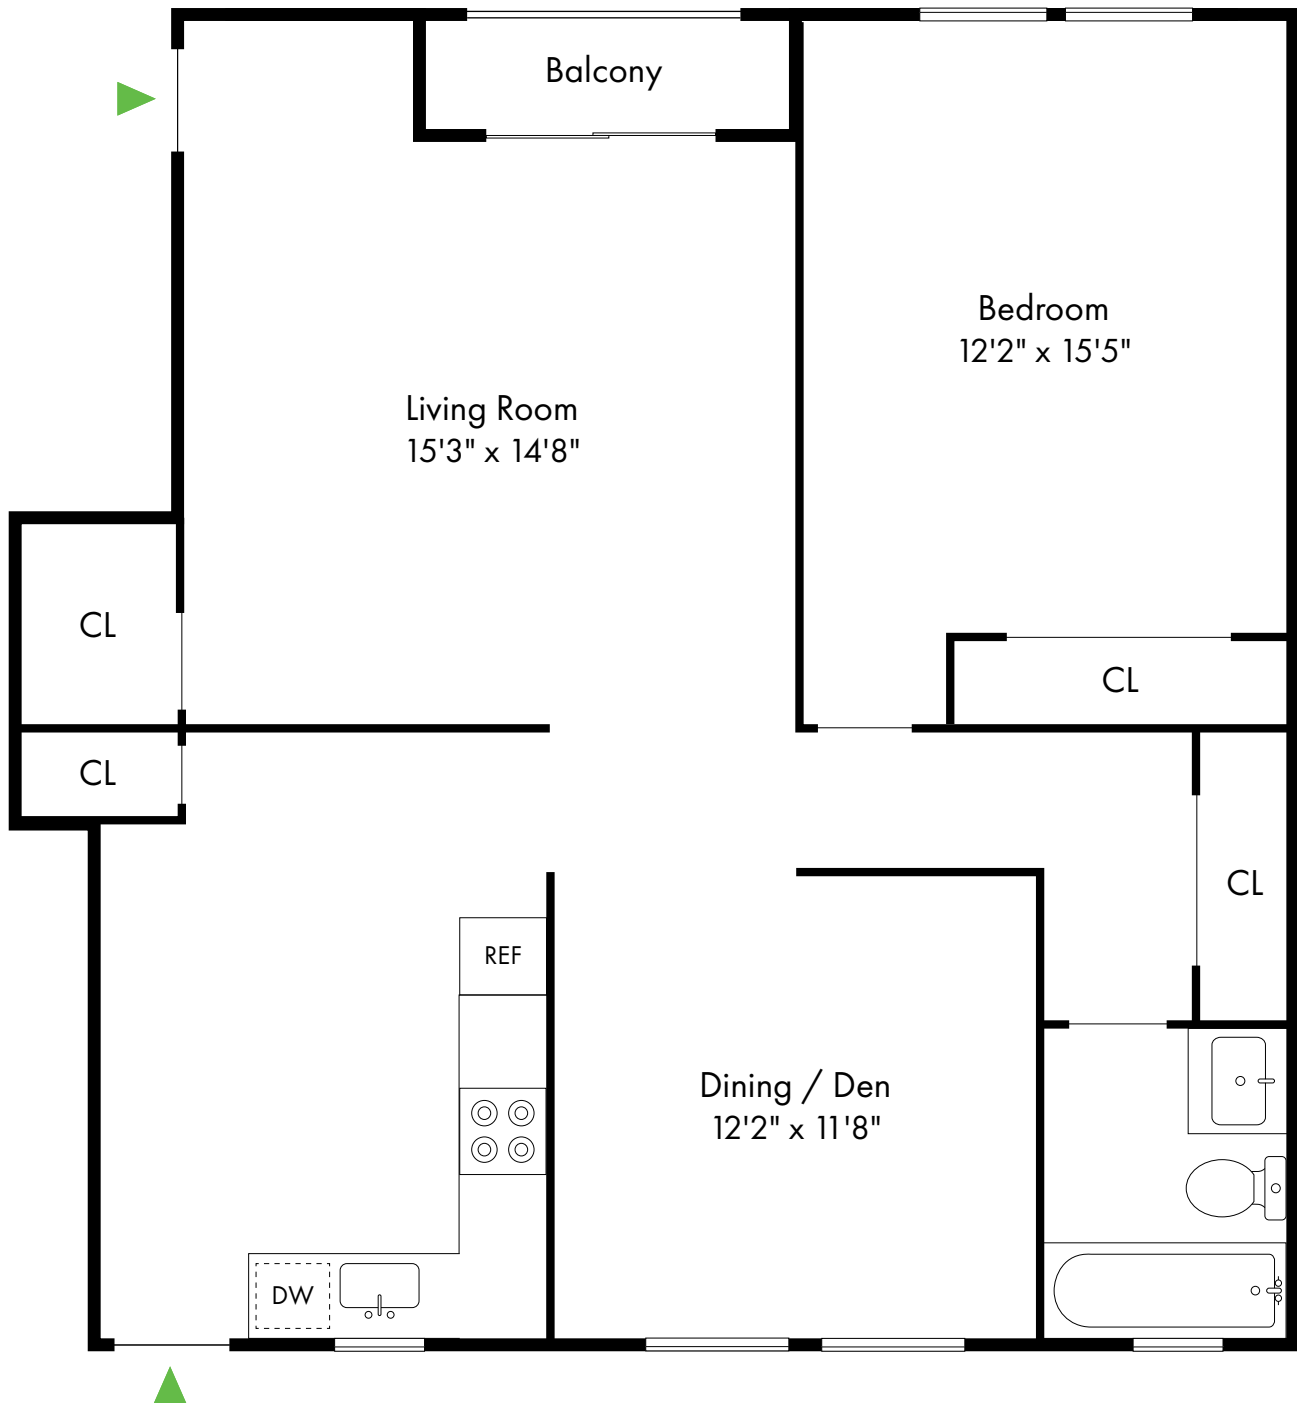 Balcony
Bedroom
12'2" x 15'5"
Living Room
15'3" x 14'8"
CL
CL
CL
CL
REF
Dining / Den
12'2" x 11'8"
DW